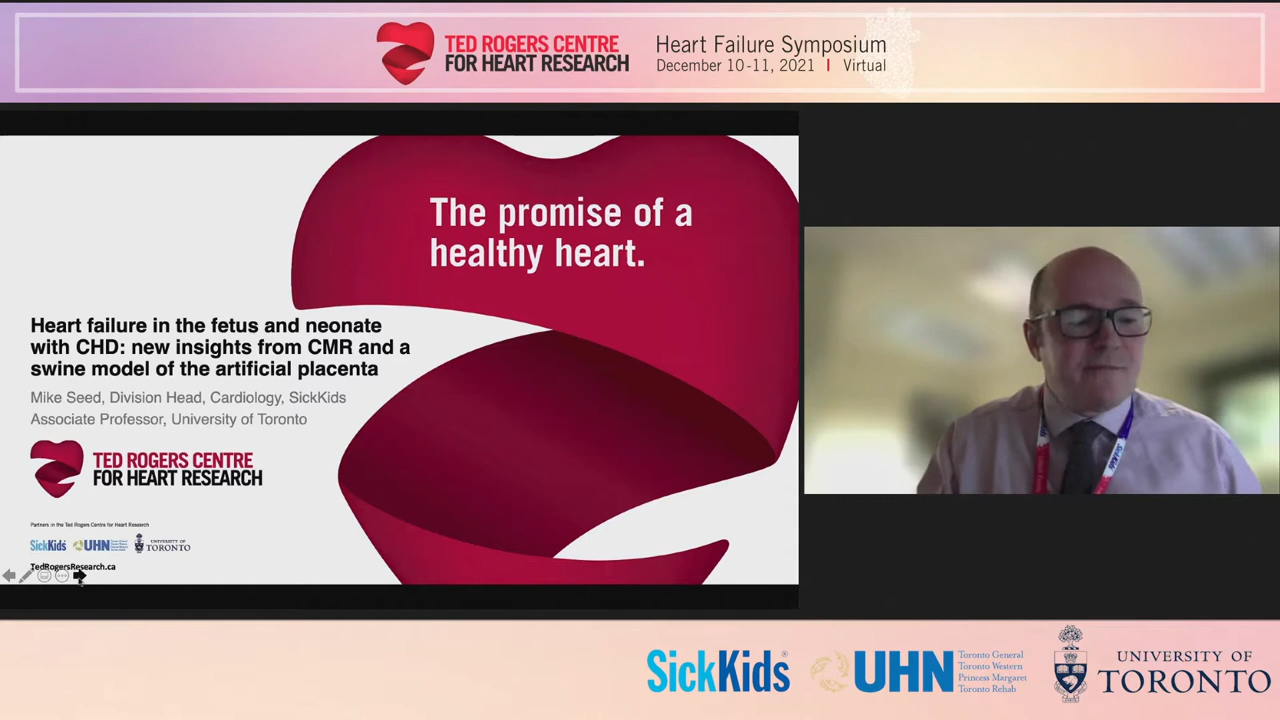 TED ROGERS CENTRE
FOR HEART RESEARCH
Heart Failure Symposium
December 10-11, 2021 | Virtual
The promise of a
healthy heart.
Heart failure in the fetus and neonate
with CHD: new insights from CMR and a
swine model of the artificial placenta
Mike Seed, Division Head, Cardiology, SickKids
Associate Professor, University of Toronto
TED ROGERS CENTRE
FOR HEART RESEARCH
Partners in the Ted Rogers Centre for Heart Research
SickKids
UHN
UNIVERSITY OF
TORONTO
TedRogersResearch.ca
SickKids®
UHN
Toronto General
Toronto Western
Princess Margaret
Toronto Rehab
UNIVERSITY OF
TORONTO